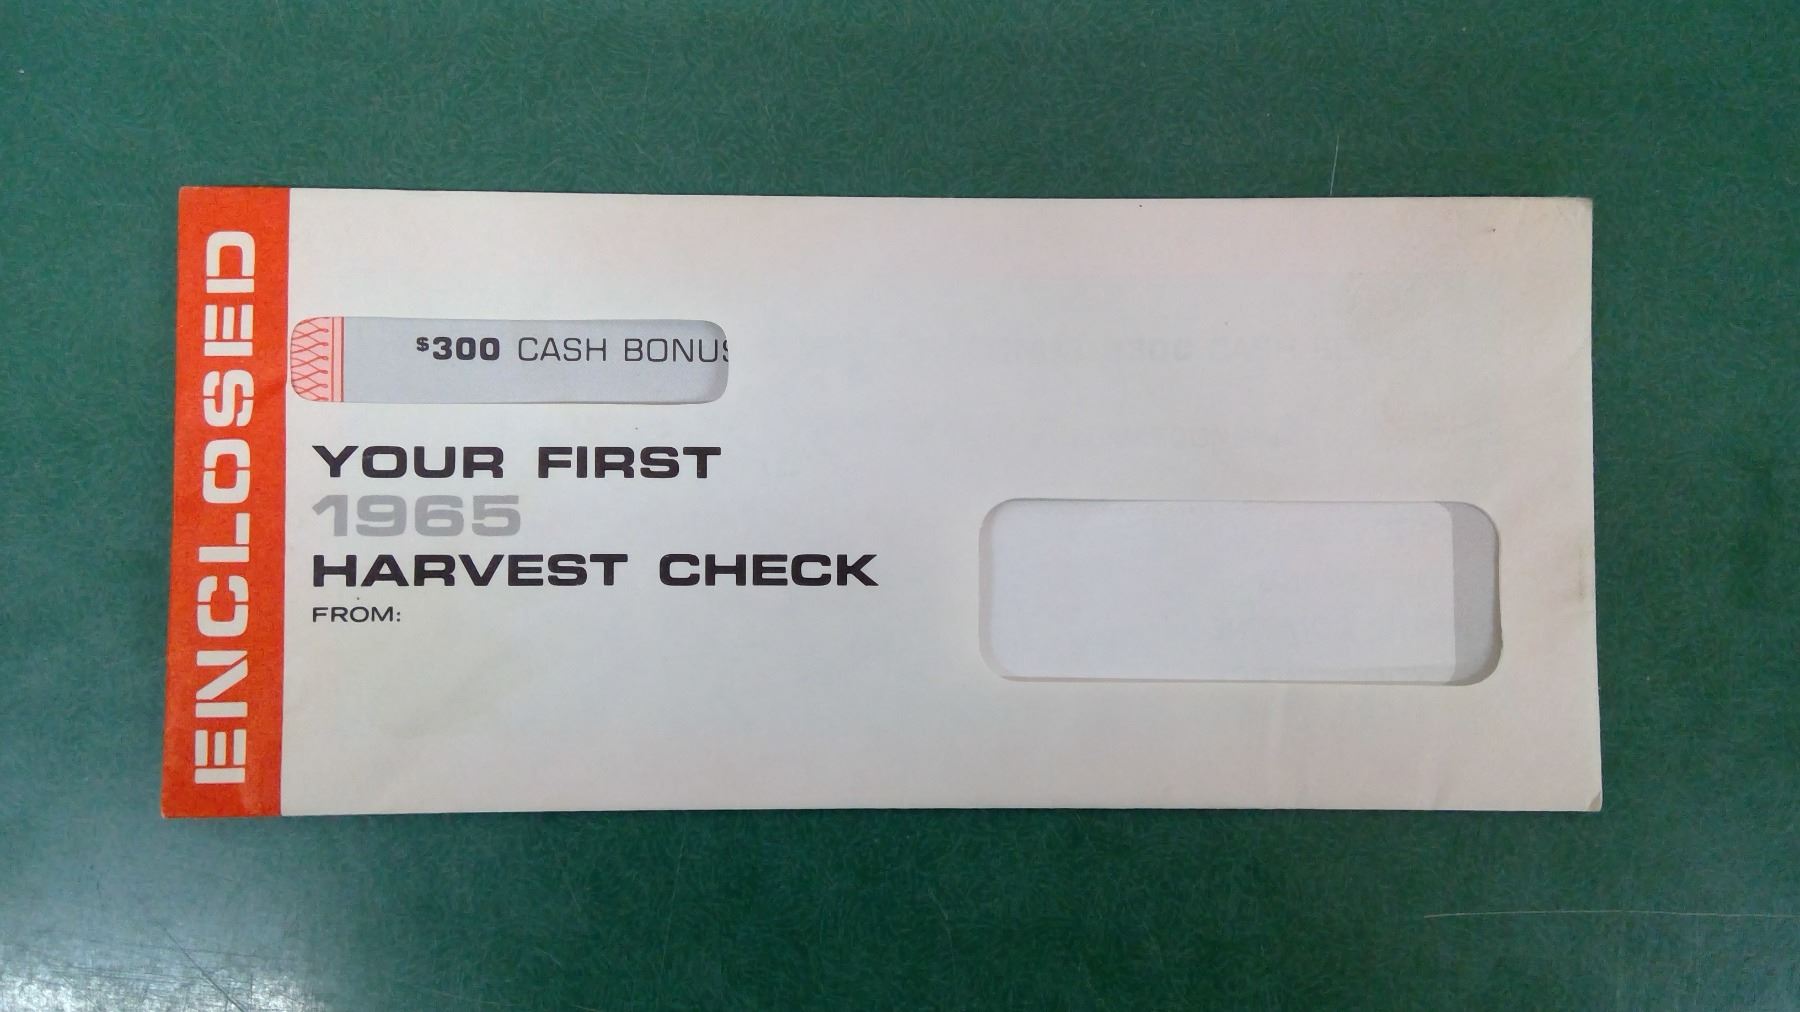 ENCLOSED
$300 CASH BONUS
YOUR FIRST
1965
HARVEST CHECK
FROM: